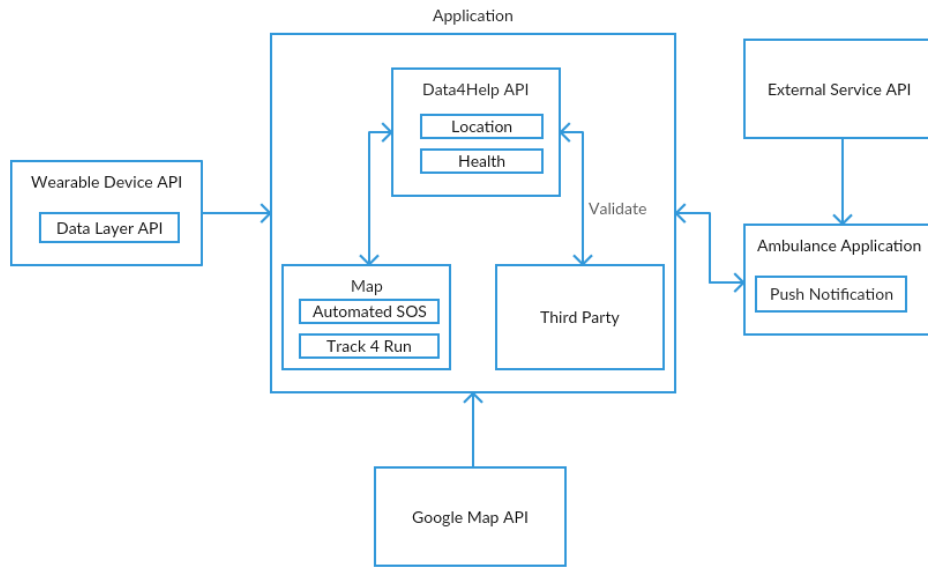 Application
Data4Help API
Location
Health
External Service API
Wearable Device API
Data Layer API
Validate
Ambulance Application
Push Notification
Map
Automated SOS
Track 4 Run
Third Party
Google Map API